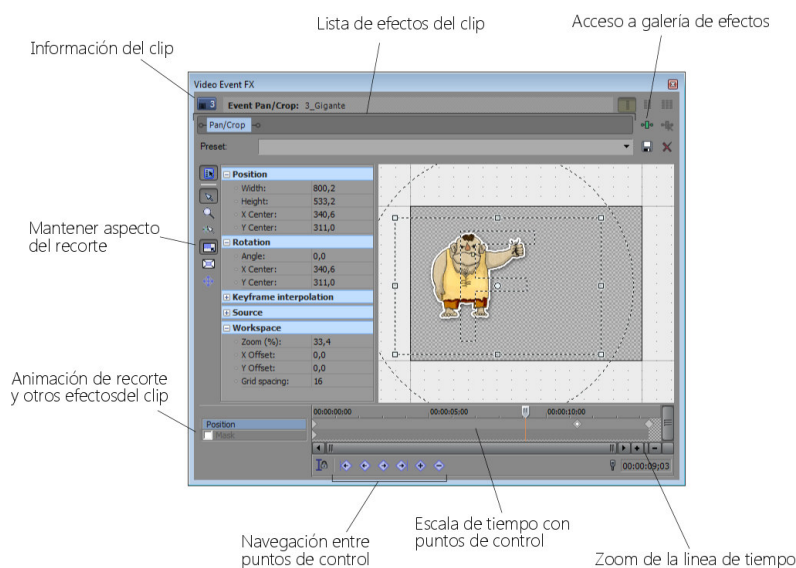 Lista de efectos del clip
Acceso a galería de efectos
Información del clip
Video Event FX
3 Event Pan/Crop: 3_Gigante
Pan/Crop
Preset:
Position
Width: 800,2
Height: 533,2
X Center: 340,6
Y Center: 311,0
Rotation
Angle: 0,0
X Center: 340,6
Y Center: 311,0
Keyframe interpolation
Source
Workspace
Zoom (%): 33,4
X Offset: 0,0
Y Offset: 0,0
Grid spacing: 16
Mantener aspecto
del recorte
Animación de recorte
y otros efectosdel clip
00:00:00:00 00:00:05:00 00:00:10:00
Position
Mask
00:00:09;03
Navegación entre
puntos de control
Escala de tiempo con
puntos de control
Zoom de la linea de tiempo